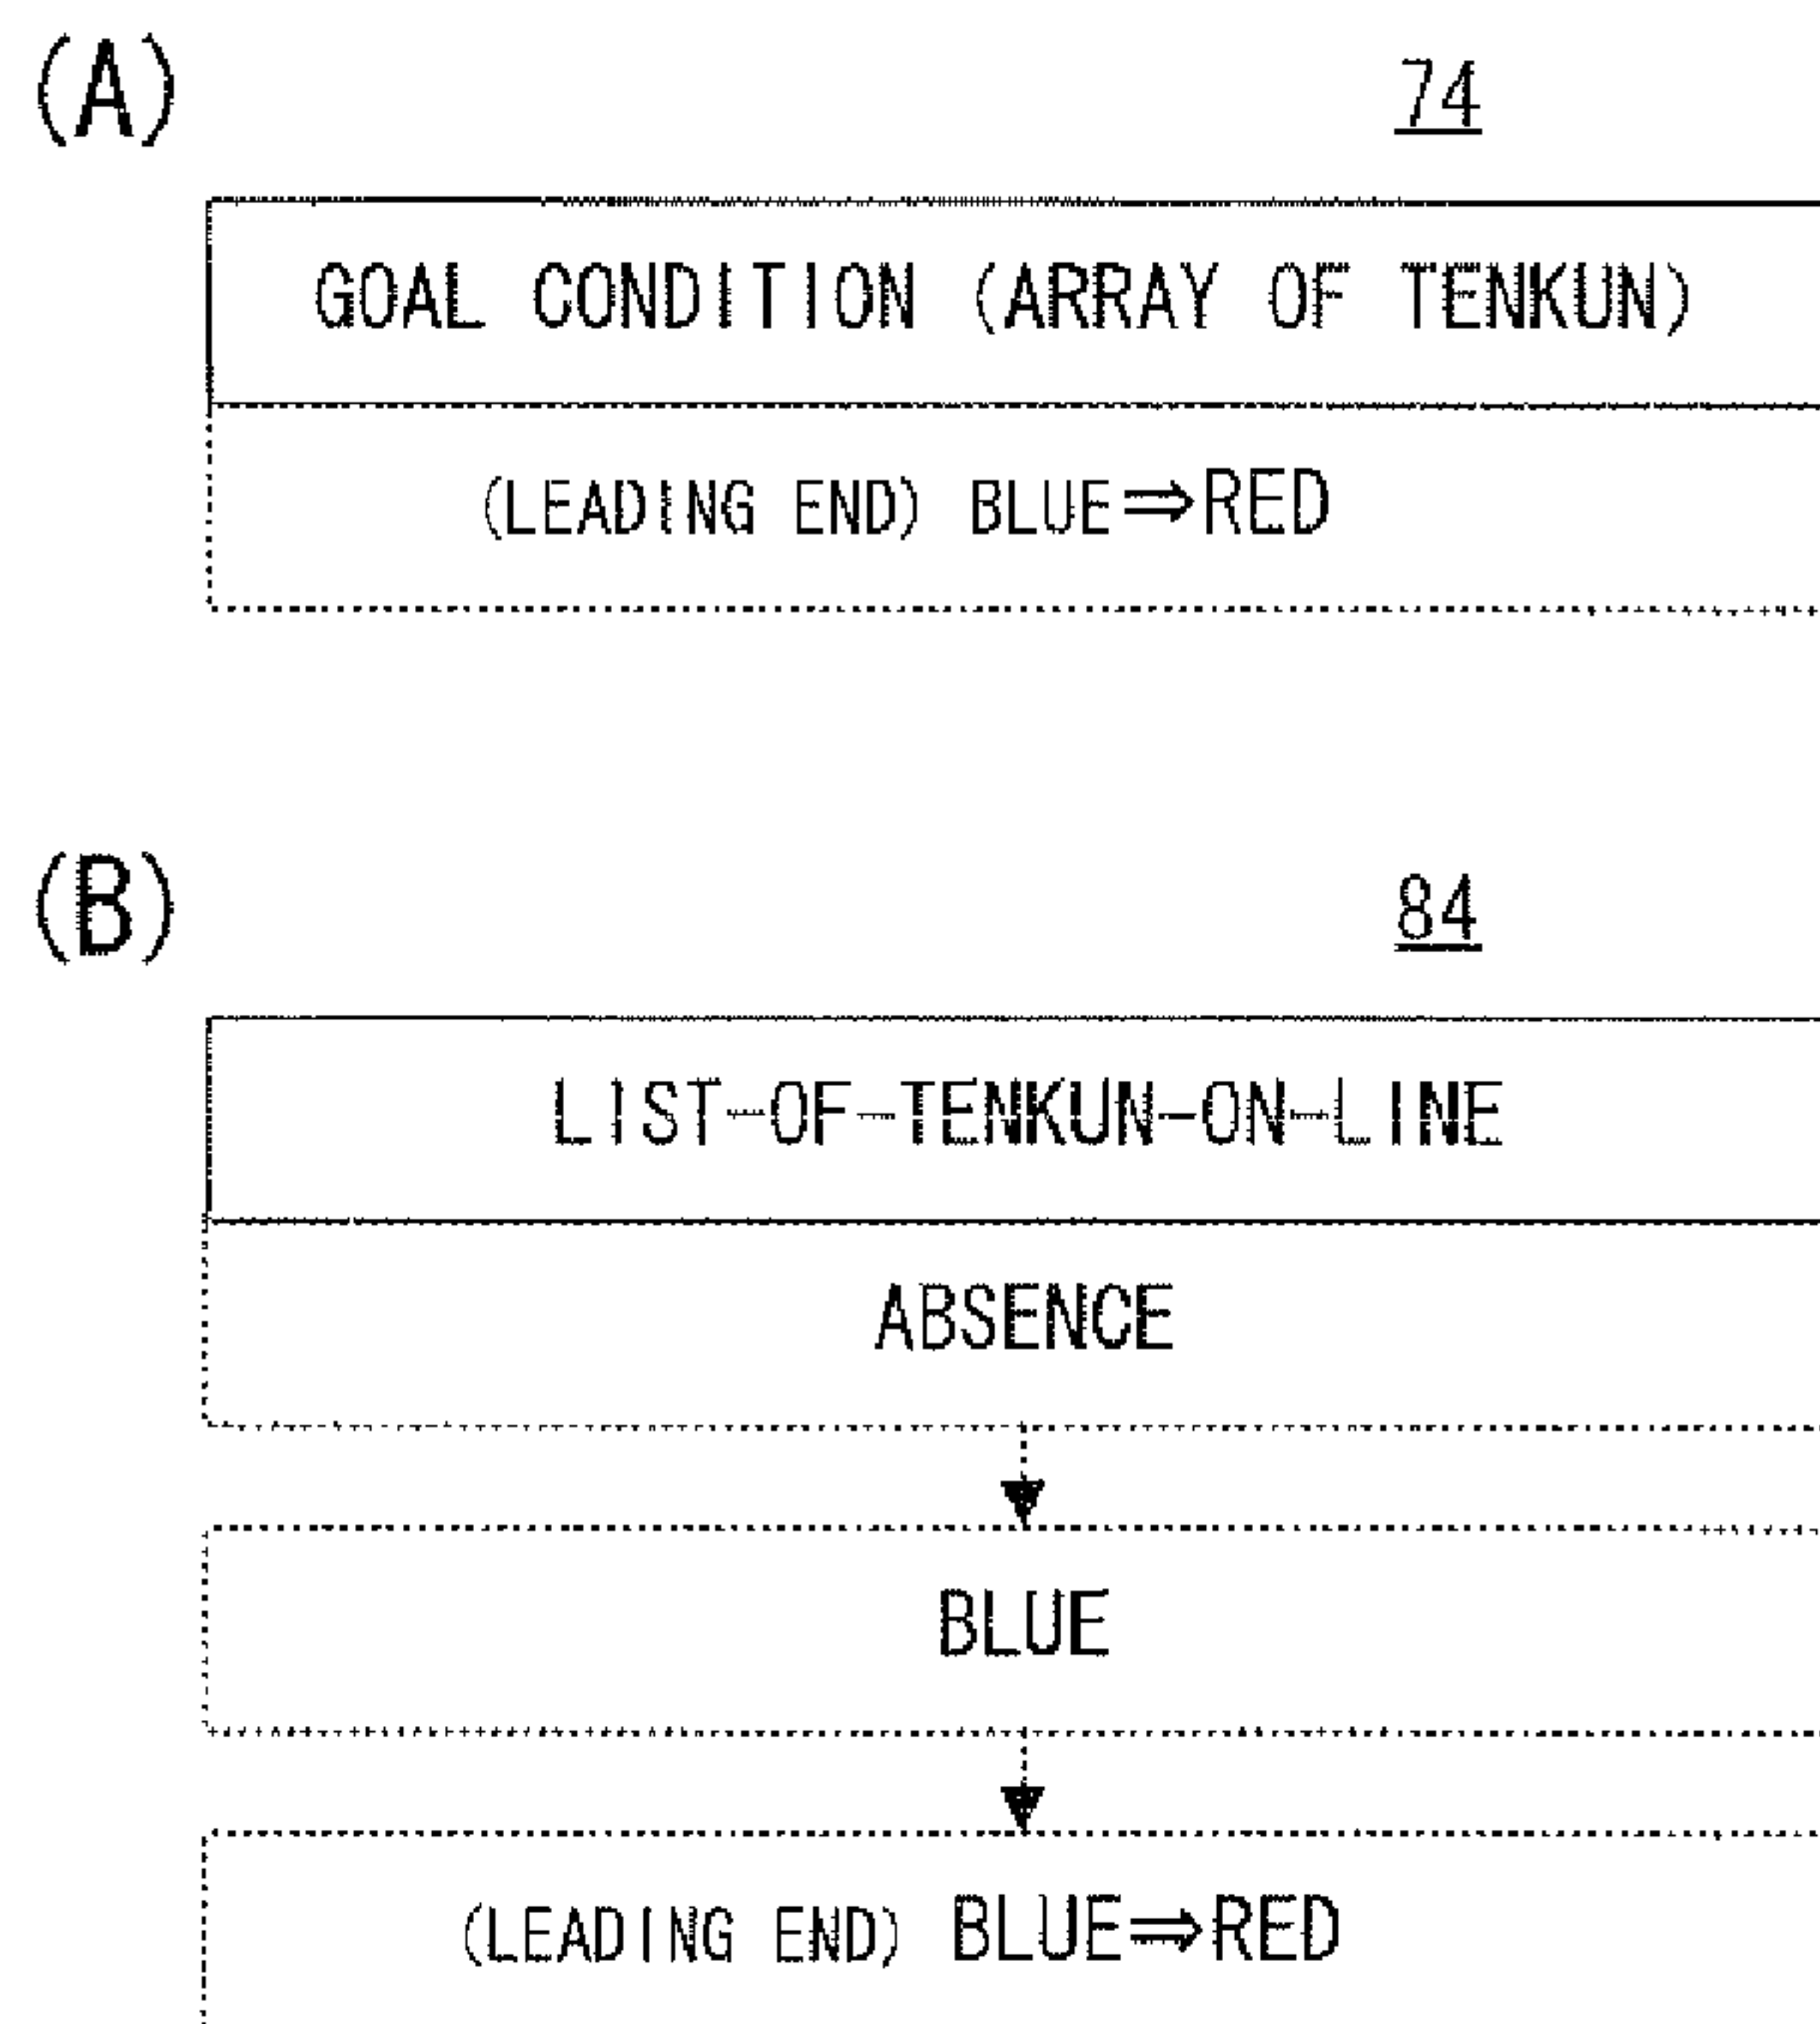 (A)
74
GOAL CONDITION (ARRAY OF TENKUN)
(LEADING END) BLUE⇒RED
(B)
84
LIST-OF-TENKUN-ON-LINE
ABSENCE
BLUE
(LEADING END) BLUE⇒RED